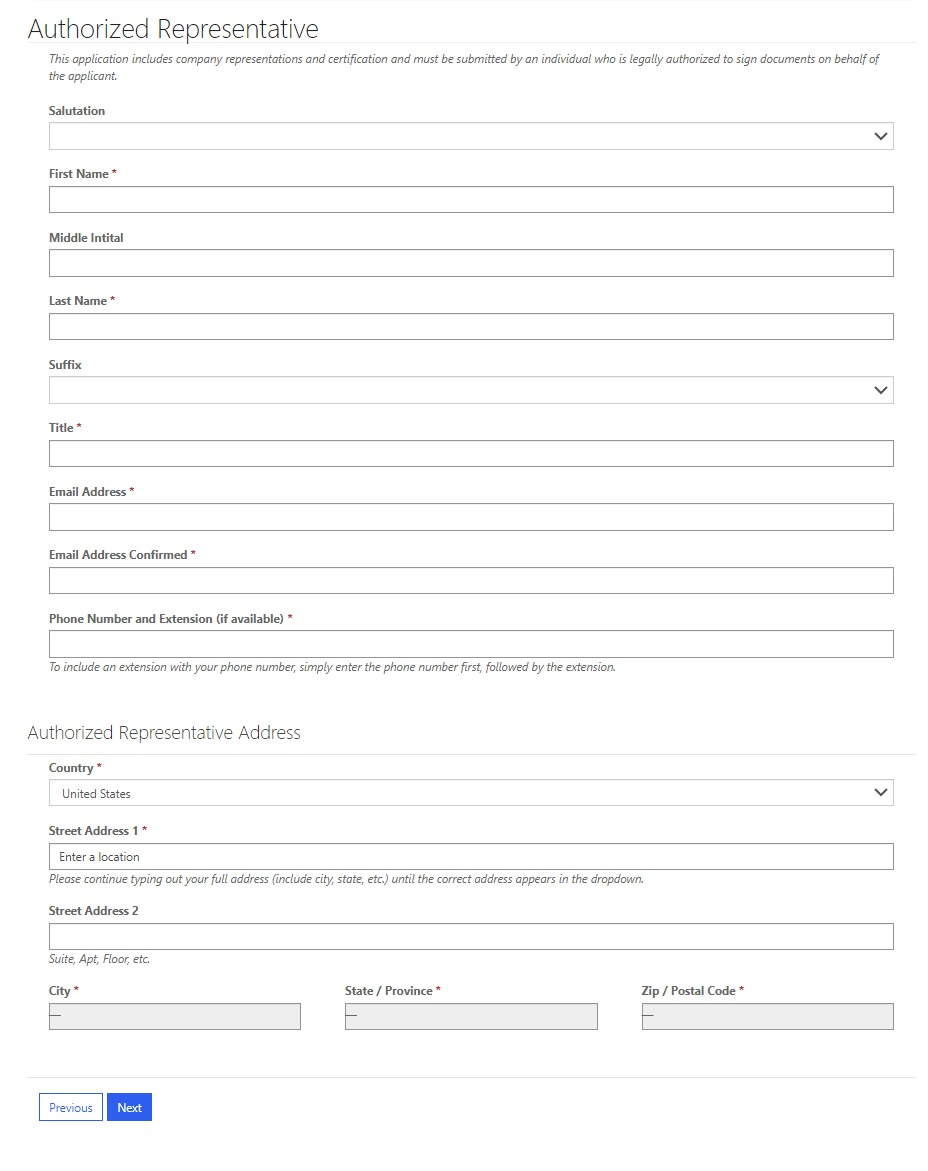 Authorized Representative
This application includes company representations and certification and must be submitted by an individual who is legally authorized to sign documents on behalf of
the applicant.
Salutation
First Name *
Middle Intital
Last Name *
Suffix
Title *
Email Address *
Email Address Confirmed *
Phone Number and Extension (if available) *
To include an extension with your phone number, simply enter the phone number first, followed by the extension.
Authorized Representative Address
Country *
United States
Street Address 1 *
Enter a location
Please continue typing out your full address (include city, state, etc.) until the correct address appears in the dropdown.
Street Address 2
Suite, Apt, Floor, etc.
City * State / Province * Zip / Postal Code *
— — —
Previous Next